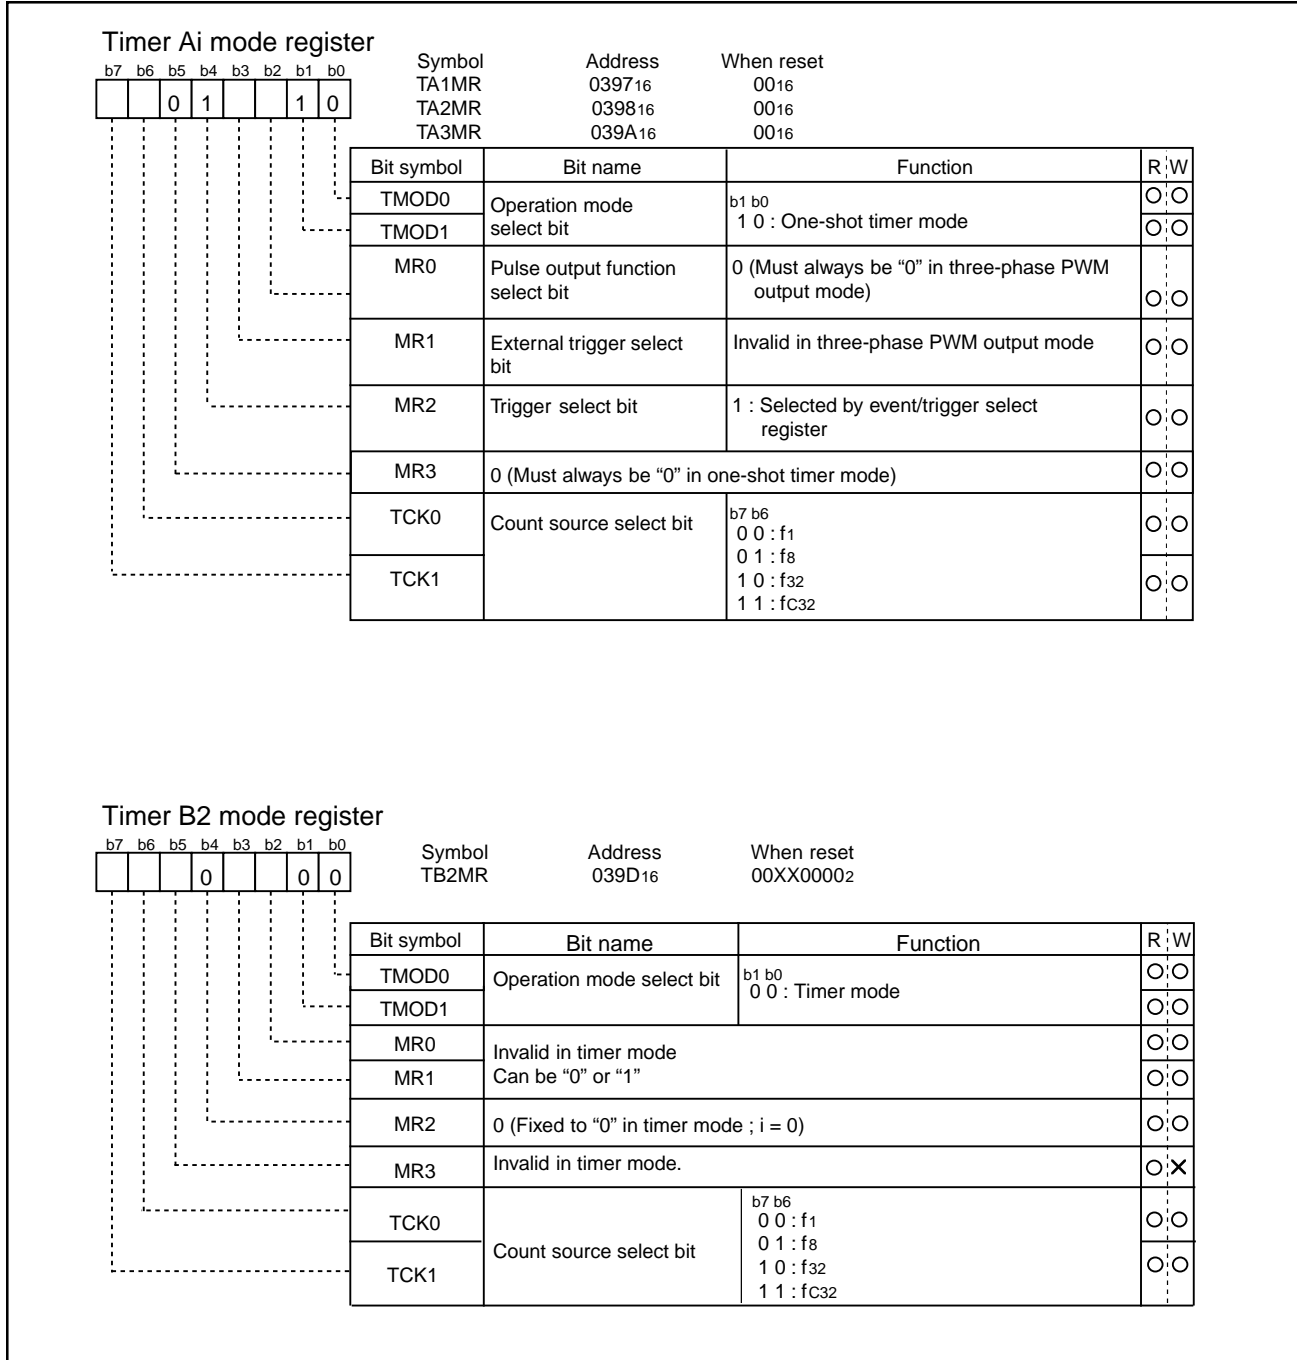 Timer Ai mode register
Symbol Address When reset
b7 b6 b5 b4 b3 b2 b1 b0
TA1MR 039716 0016
0 1 1 0
TA2MR 039816 0016
TA3MR 039A16 0016
Bit symbol Bit name Function R W
TMOD0 Operation mode select bit b1 b0
1 0 : One-shot timer mode
TMOD1
MR0 Pulse output function select bit 0 (Must always be “0” in three-phase PWM
output mode)
MR1 External trigger select bit Invalid in three-phase PWM output mode
MR2 Trigger select bit 1 : Selected by event/trigger select
register
MR3 0 (Must always be “0” in one-shot timer mode)
TCK0 Count source select bit b7 b6
0 0 : f1
0 1 : f8
TCK1 1 0 : f32
1 1 : fC32
Timer B2 mode register
b7 b6 b5 b4 b3 b2 b1 b0
Symbol Address When reset
0 0 0
TB2MR 039D16 00XX00002
Bit symbol Bit name Function R W
TMOD0 Operation mode select bit b1 b0
0 0 : Timer mode
TMOD1
MR0 Invalid in timer mode
MR1 Can be “0” or “1”
MR2 0 (Fixed to “0” in timer mode ; i = 0)
MR3 Invalid in timer mode.
b7 b6
TCK0 0 0 : f1
Count source select bit 0 1 : f8
TCK1 1 0 : f32
1 1 : fC32